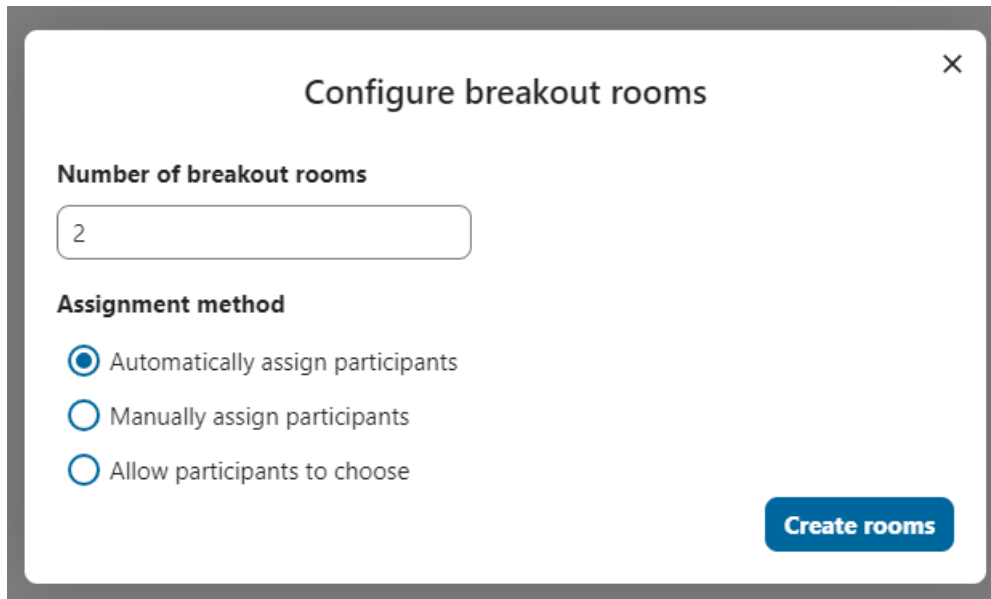 Configure breakout rooms
Number of breakout rooms
2
Assignment method
Automatically assign participants
Manually assign participants
Allow participants to choose
Create rooms